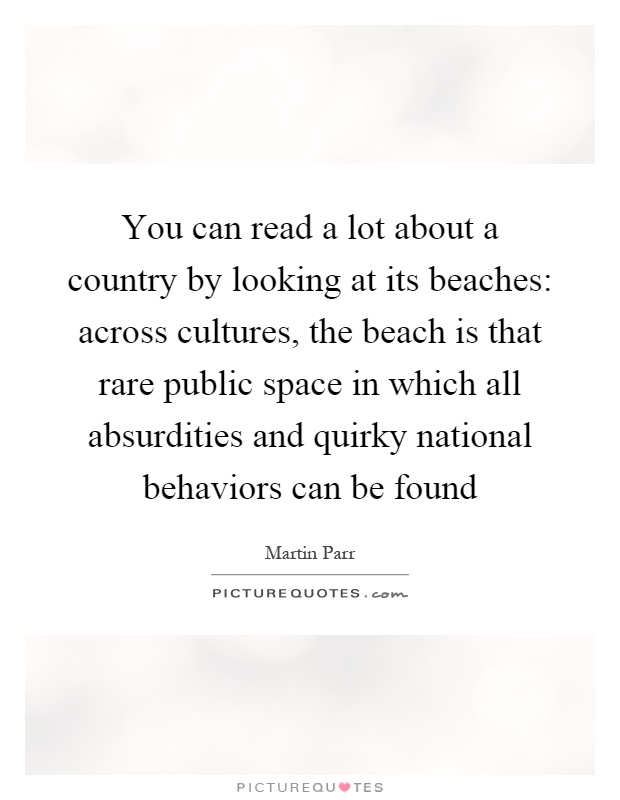 You can read a lot about a
country by looking at its beaches:
across cultures, the beach is that
rare public space in which all
absurdities and quirky national
behaviors can be found
Martin Parr
PICTUREQUOTES.com
PICTUREQUOTES